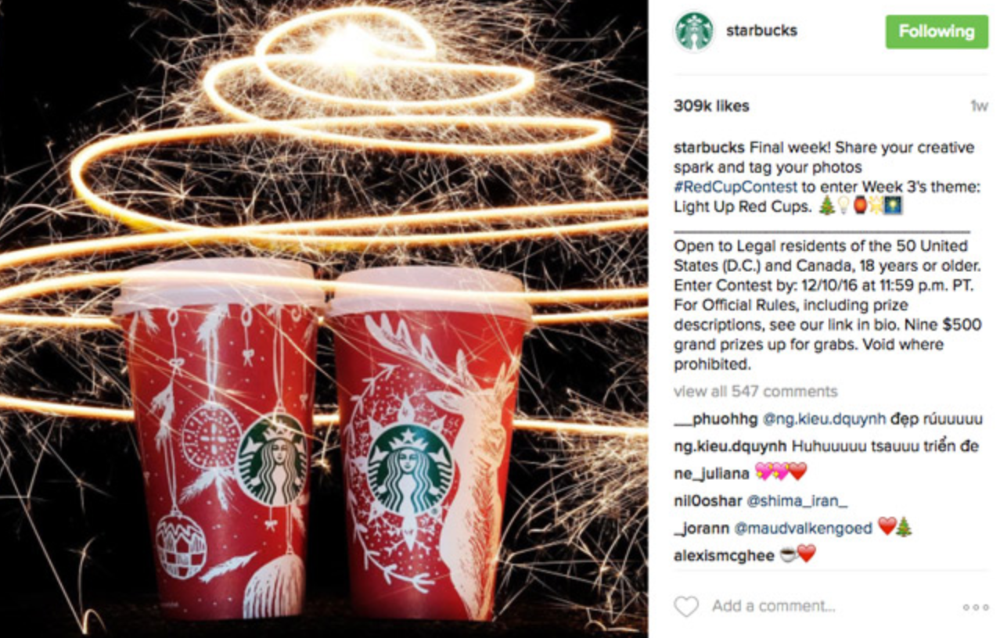 starbucks
Following
309k likes
1w
starbucks Final week! Share your creative
spark and tag your photos
#RedCupContest to enter Week 3's theme:
Light Up Red Cups. 🎄💡🏮🔆🎇
Open to Legal residents of the 50 United
States (D.C.) and Canada, 18 years or older.
Enter Contest by: 12/10/16 at 11:59 p.m. PT.
For Official Rules, including prize
descriptions, see our link in bio. Nine $500
grand prizes up for grabs. Void where
prohibited.
view all 547 comments
__phuohhg @ng.kieu.dquynh đẹp rúuuuuu
ng.kieu.dquynh Huhuuuuu tsauuu triển đe
ne_juliana 💖💖❤️
nil0oshar @shima_iran_
_jorann @maudvalkengoed ❤️🎄
alexismcghee ☕❤️
Add a comment...